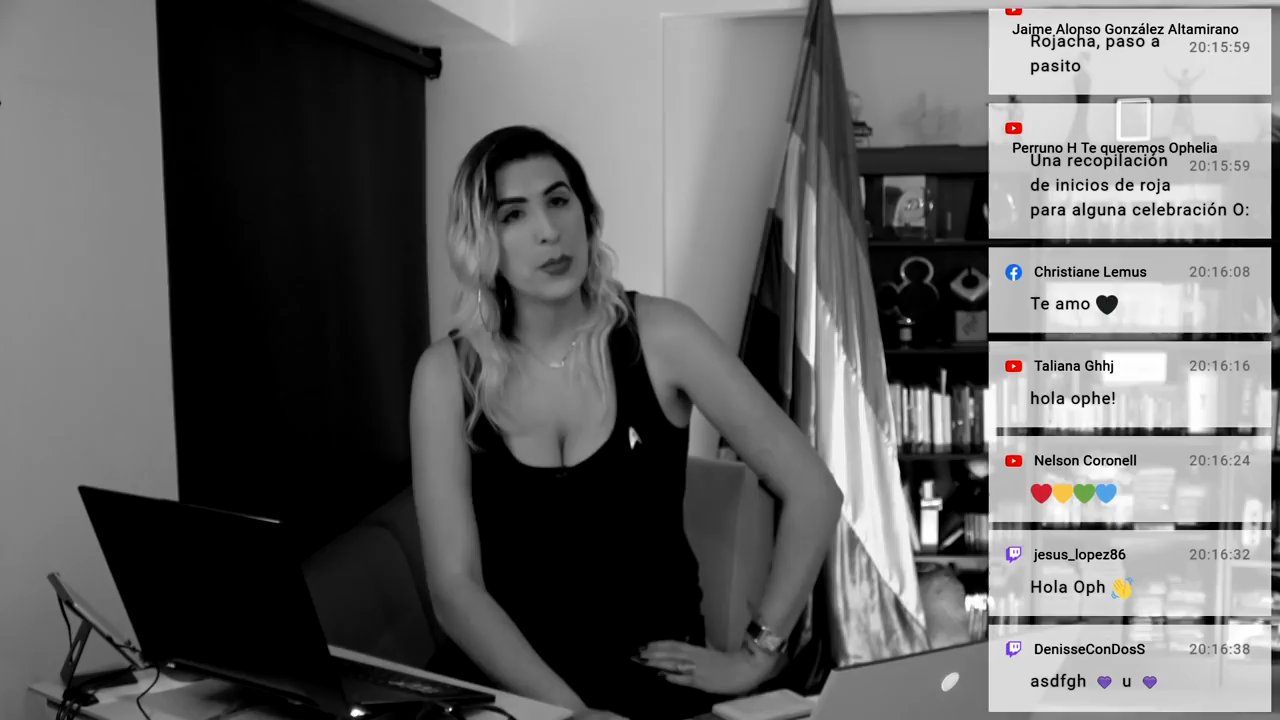 Jaime Alonso González Altamirano
Rojacha, paso a
20:15:59
pasito
Perruno H Te queremos Ophelia
Una recopilación
20:15:59
de inicios de roja
para alguna celebración O:
Christiane Lemus 20:16:08
Te amo 🖤
Taliana Ghhj 20:16:16
hola ophe!
Nelson Coronell 20:16:24
❤️💛💚💙
jesus_lopez86 20:16:32
Hola Oph 👋
DenisseConDosS 20:16:38
asdfgh 💜 u 💜